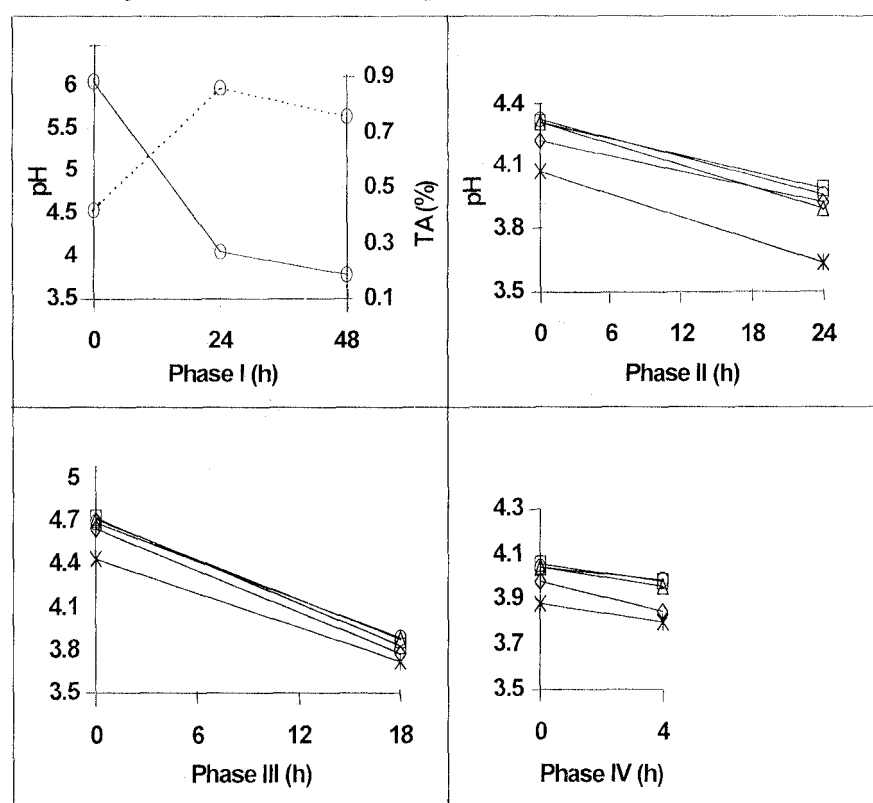 6
5.5
5
4.5
4
3.5
pH
0.9
0.7
0.5
0.3
0.1
TA (%)
0 24 48
Phase I (h)
4.4
4.1
3.8
3.5
pH
0 6 12 18 24
Phase II (h)
5
4.7
4.4
4.1
3.8
3.5
0 6 12 18
Phase III (h)
4.3
4.1
3.9
3.7
3.5
0 4
Phase IV (h)